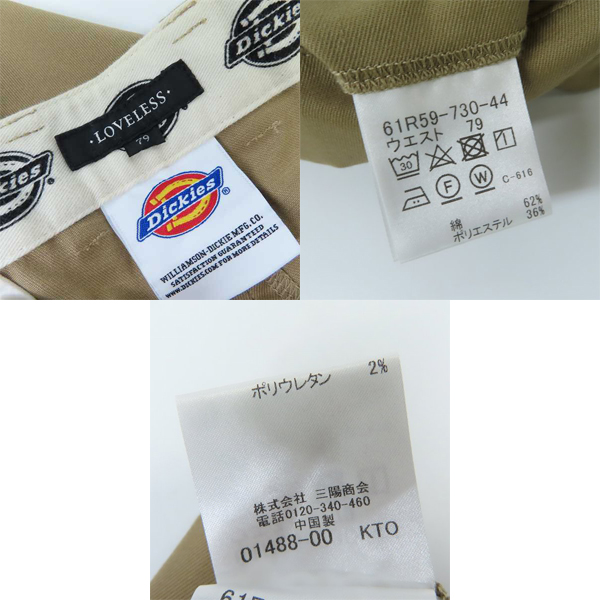 Dickies
·LOVELESS·
79
Dickies
Dickies
WILLIAMSON-DICKIE MFG. CO.
SATISFACTION GUARANTEED
WWW.DICKIES.COM FOR MORE DETAILS
61R59-730-44
ウエスト 79
30
F W C-616
綿 62%
ポリエステル 36%
ポリウレタン 2%
株式会社 三陽商会
電話0120-340-460
中国製
01488-00 KTO